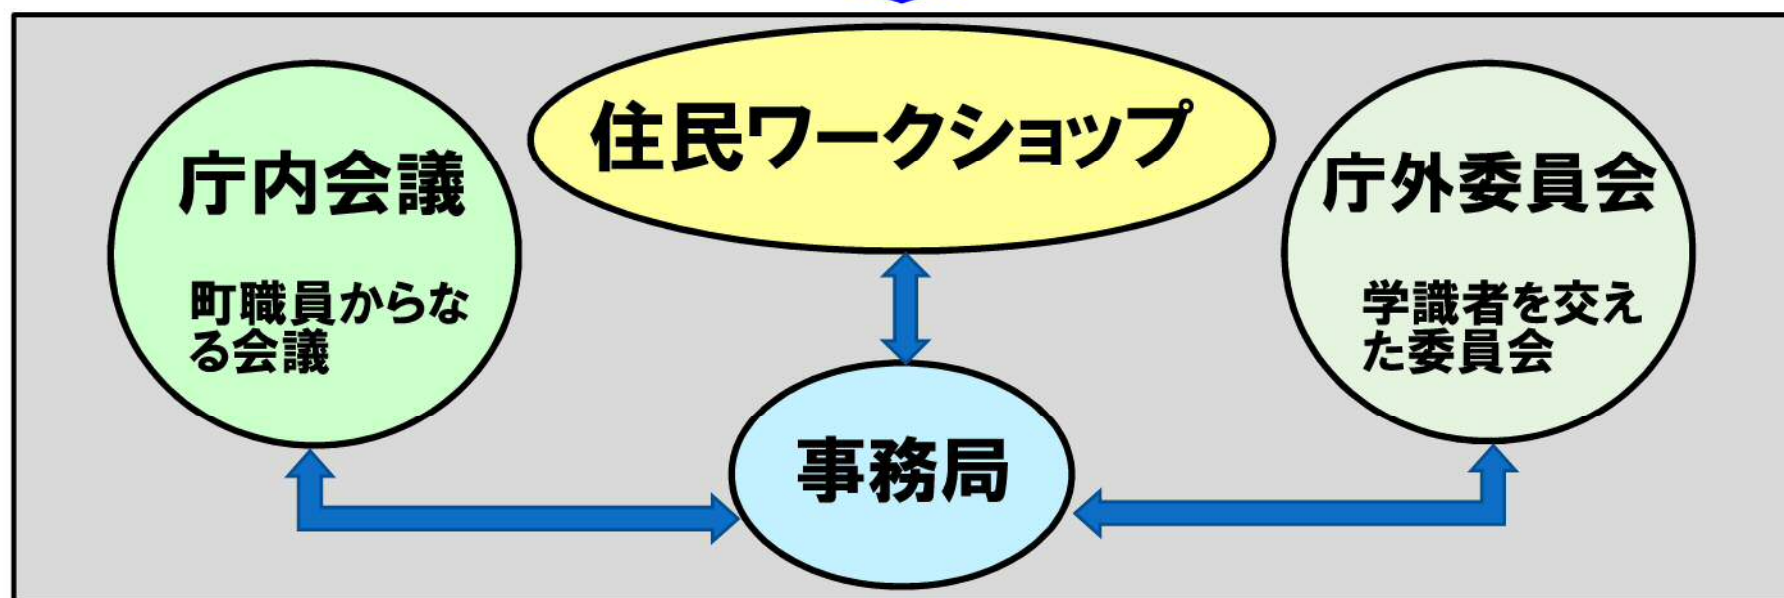 住民ワークショップ
庁内会議
町職員からな
る会議
庁外委員会
学識者を交え
た委員会
事務局